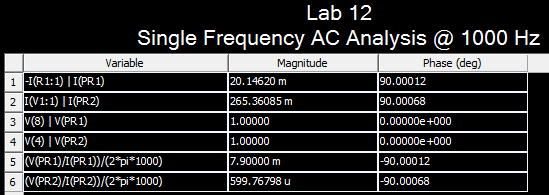 Lab 12
Single Frequency AC Analysis @ 1000 Hz
Variable Magnitude Phase (deg)
1 -I(R1:1) | I(PR1) 20.14620 m 90.00012
2 I(V1:1) | I(PR2) 265.36085 m 90.00068
3 V(8) | V(PR1) 1.00000 0.00000e+000
4 V(4) | V(PR2) 1.00000 0.00000e+000
5 (V(PR1)/I(PR1))/(2*pi*1000) 7.90000 m -90.00012
6 (V(PR2)/I(PR2))/(2*pi*1000) 599.76798 u -90.00068